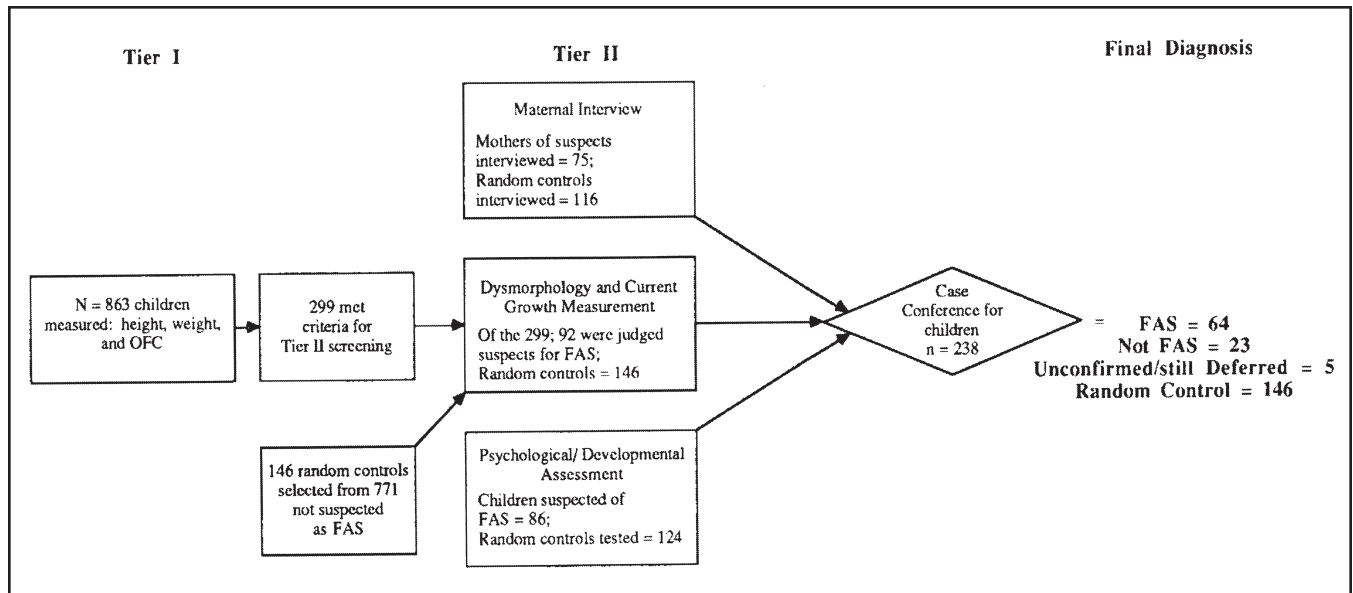 Tier I
Tier II
Final Diagnosis
Maternal Interview
Mothers of suspects
interviewed = 75;
Random controls
interviewed = 116
N = 863 children
measured: height, weight,
and OFC
299 met
criteria for
Tier II screening
Dysmorphology and Current
Growth Measurement
Of the 299; 92 were judged
suspects for FAS;
Random controls = 146
146 random controls
selected from 771
not suspected
as FAS
Psychological/ Developmental
Assessment
Children suspected of
FAS = 86;
Random controls tested = 124
Case
Conference for
children
n = 238
= FAS = 64
Not FAS = 23
Unconfirmed/still Deferred = 5
Random Control = 146